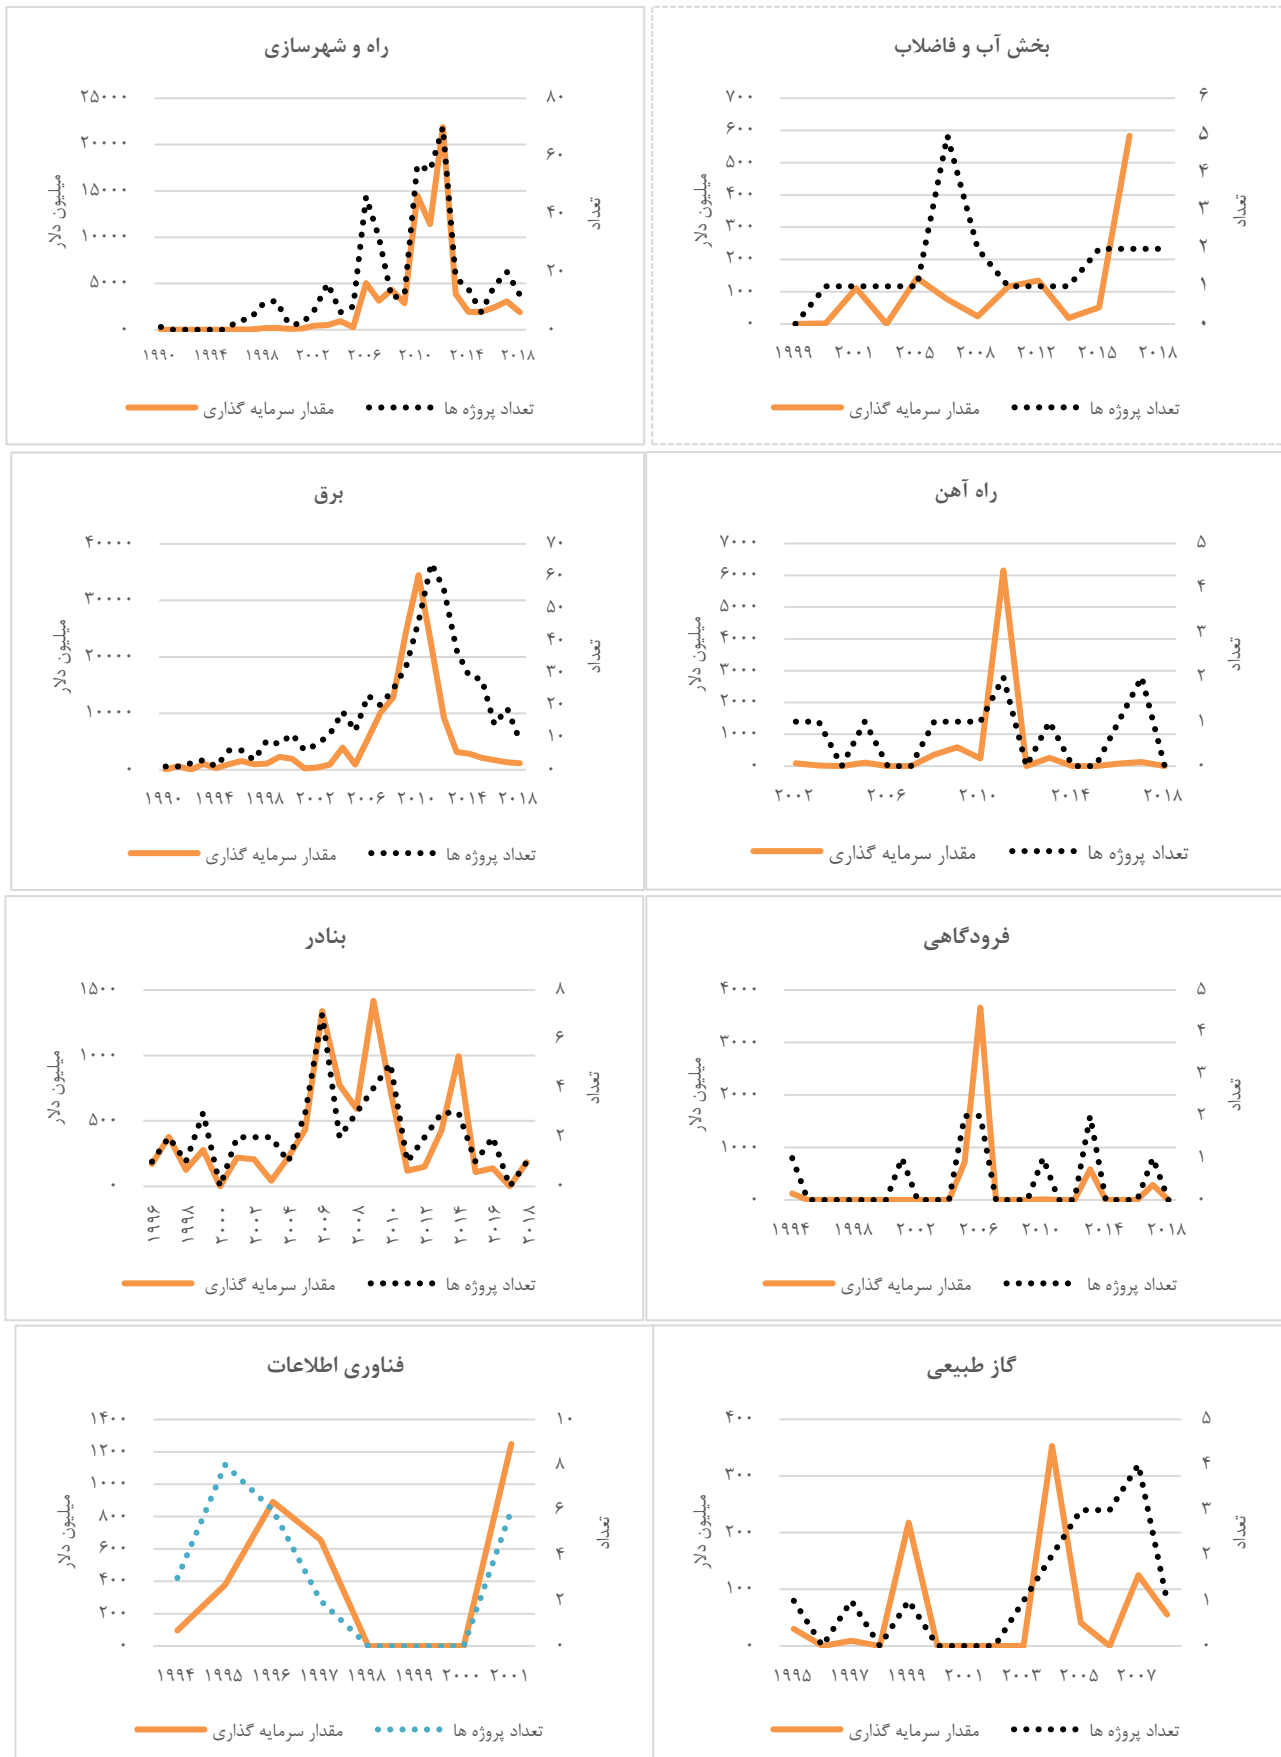 راه و شهرسازی
۲۵۰۰۰
۲۰۰۰۰
۱۵۰۰۰
۱۰۰۰۰
۵۰۰۰
۰
میلیون دلار
۸۰
۶۰
۴۰
۲۰
۰
تعداد
۱۹۹۰ ۱۹۹۴ ۱۹۹۸ ۲۰۰۲ ۲۰۰۶ ۲۰۱۰ ۲۰۱۴ ۲۰۱۸
مقدار سرمایه گذاری تعداد پروژه ها
بخش آب و فاضلاب
۷۰۰
۶۰۰
۵۰۰
۴۰۰
۳۰۰
۲۰۰
۱۰۰
۰
میلیون دلار
۶
۵
۴
۳
۲
۱
۰
تعداد
۱۹۹۹ ۲۰۰۱ ۲۰۰۵ ۲۰۰۸ ۲۰۱۲ ۲۰۱۵ ۲۰۱۸
مقدار سرمایه گذاری تعداد پروژه ها
برق
۴۰۰۰۰
۳۰۰۰۰
۲۰۰۰۰
۱۰۰۰۰
۰
میلیون دلار
۷۰
۶۰
۵۰
۴۰
۳۰
۲۰
۱۰
۰
تعداد
۱۹۹۰ ۱۹۹۴ ۱۹۹۸ ۲۰۰۲ ۲۰۰۶ ۲۰۱۰ ۲۰۱۴ ۲۰۱۸
مقدار سرمایه گذاری تعداد پروژه ها
راه آهن
۷۰۰۰
۶۰۰۰
۵۰۰۰
۴۰۰۰
۳۰۰۰
۲۰۰۰
۱۰۰۰
۰
میلیون دلار
۵
۴
۳
۲
۱
۰
تعداد
۲۰۰۲ ۲۰۰۶ ۲۰۱۰ ۲۰۱۴ ۲۰۱۸
مقدار سرمایه گذاری تعداد پروژه ها
بنادر
۱۵۰۰
۱۰۰۰
۵۰۰
۰
میلیون دلار
۸
۶
۴
۲
۰
تعداد
۱۹۹۶ ۱۹۹۸ ۲۰۰۰ ۲۰۰۲ ۲۰۰۴ ۲۰۰۶ ۲۰۰۸ ۲۰۱۰ ۲۰۱۲ ۲۰۱۴ ۲۰۱۶ ۲۰۱۸
مقدار سرمایه گذاری تعداد پروژه ها
فرودگاهی
۴۰۰۰
۳۰۰۰
۲۰۰۰
۱۰۰۰
۰
میلیون دلار
۵
۴
۳
۲
۱
۰
تعداد
۱۹۹۴ ۱۹۹۸ ۲۰۰۲ ۲۰۰۶ ۲۰۱۰ ۲۰۱۴ ۲۰۱۸
مقدار سرمایه گذاری تعداد پروژه ها
فناوری اطلاعات
۱۴۰۰
۱۲۰۰
۱۰۰۰
۸۰۰
۶۰۰
۴۰۰
۲۰۰
۰
میلیون دلار
۱۰
۸
۶
۴
۲
۰
تعداد
۱۹۹۴ ۱۹۹۵ ۱۹۹۶ ۱۹۹۷ ۱۹۹۸ ۱۹۹۹ ۲۰۰۰ ۲۰۰۱
مقدار سرمایه گذاری تعداد پروژه ها
گاز طبیعی
۴۰۰
۳۰۰
۲۰۰
۱۰۰
۰
میلیون دلار
۵
۴
۳
۲
۱
۰
تعداد
۱۹۹۵ ۱۹۹۷ ۱۹۹۹ ۲۰۰۱ ۲۰۰۳ ۲۰۰۵ ۲۰۰۷
مقدار سرمایه گذاری تعداد پروژه ها